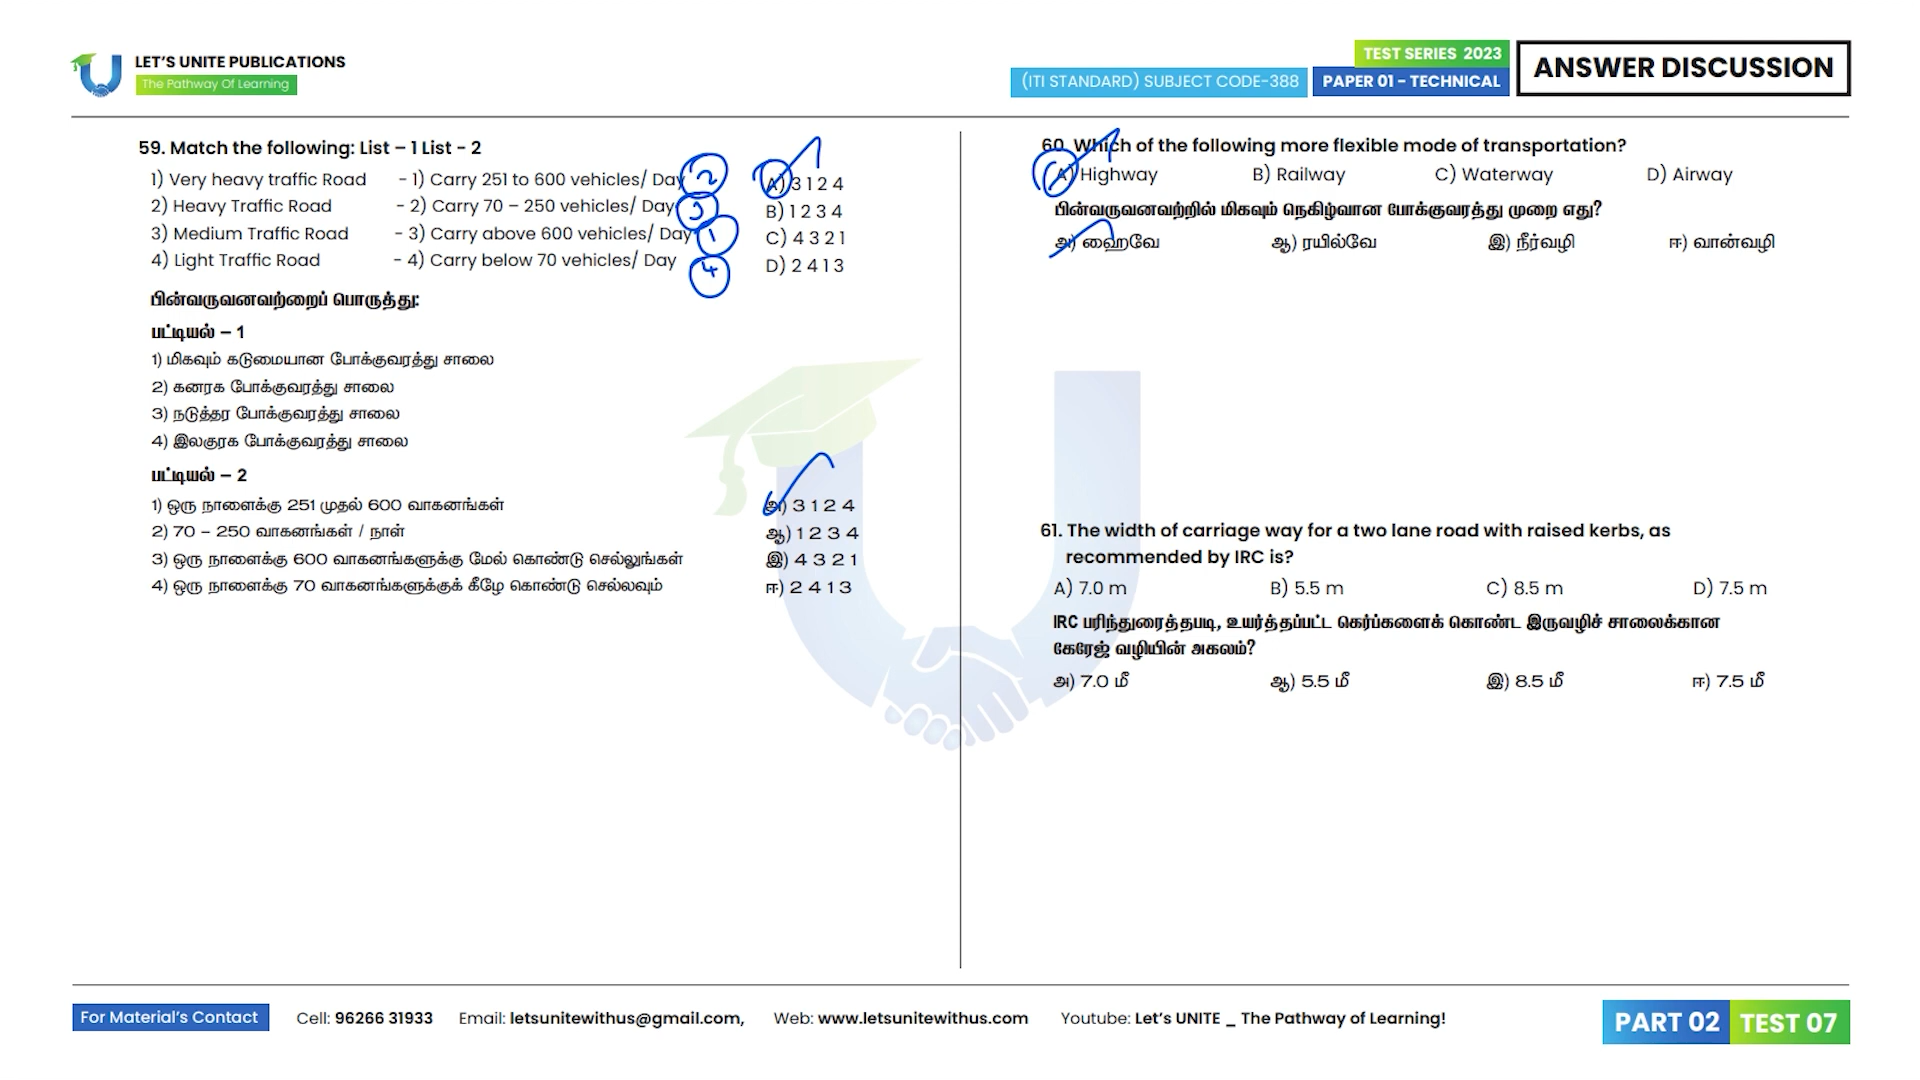 LET'S UNITE PUBLICATIONS
The Pathway Of Learning
TEST SERIES 2023
(ITI STANDARD) SUBJECT CODE-388
PAPER 01 - TECHNICAL
ANSWER DISCUSSION
59. Match the following: List – 1 List - 2
1) Very heavy traffic Road - 1) Carry 251 to 600 vehicles/ Day 2
2) Heavy Traffic Road - 2) Carry 70 – 250 vehicles/ Day 3
3) Medium Traffic Road - 3) Carry above 600 vehicles/ Day 1
4) Light Traffic Road - 4) Carry below 70 vehicles/ Day 4
A) 3 1 2 4
B) 1 2 3 4
C) 4 3 2 1
D) 2 4 1 3
பின்வருவனவற்றைப் பொருத்து:
பட்டியல் – 1
1) மிகவும் கடுமையான போக்குவரத்து சாலை
2) கனரக போக்குவரத்து சாலை
3) நடுத்தர போக்குவரத்து சாலை
4) இலகுரக போக்குவரத்து சாலை
பட்டியல் – 2
1) ஒரு நாளைக்கு 251 முதல் 600 வாகனங்கள்
2) 70 – 250 வாகனங்கள் / நாள்
3) ஒரு நாளைக்கு 600 வாகனங்களுக்கு மேல் கொண்டு செல்லுங்கள்
4) ஒரு நாளைக்கு 70 வாகனங்களுக்குக் கீழே கொண்டு செல்லவும்
அ) 3 1 2 4
ஆ) 1 2 3 4
இ) 4 3 2 1
ஈ) 2 4 1 3
60. Which of the following more flexible mode of transportation?
A) Highway B) Railway C) Waterway D) Airway
பின்வருவனவற்றில் மிகவும் நெகிழ்வான போக்குவரத்து முறை எது?
அ) ஹைவே ஆ) ரயில்வே இ) நீர்வழி ஈ) வான்வழி
61. The width of carriage way for a two lane road with raised kerbs, as
recommended by IRC is?
A) 7.0 m B) 5.5 m C) 8.5 m D) 7.5 m
IRC பரிந்துரைத்தபடி, உயர்த்தப்பட்ட கெர்ப்களைக் கொண்ட இருவழிச் சாலைக்கான
கேரேஜ் வழியின் அகலம்?
அ) 7.0 மீ ஆ) 5.5 மீ இ) 8.5 மீ ஈ) 7.5 மீ
For Material's Contact
Cell: 96266 31933 Email: letsunitewithus@gmail.com, Web: www.letsunitewithus.com Youtube: Let's UNITE _ The Pathway of Learning!
PART 02 TEST 07